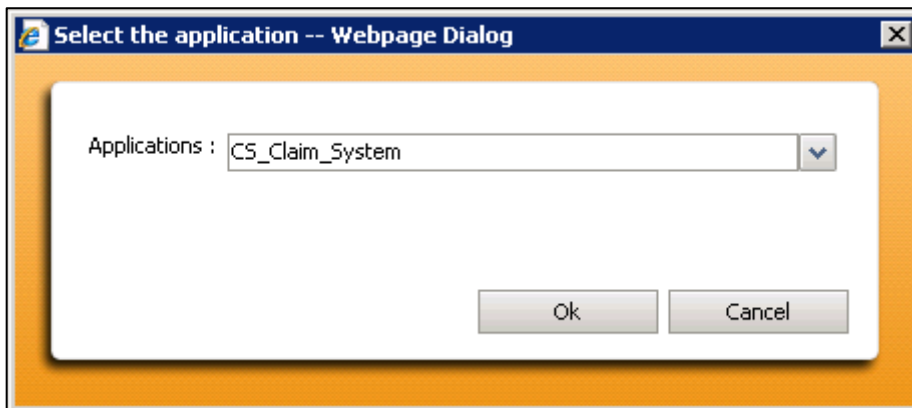 Select the application -- Webpage Dialog
Applications : CS_Claim_System
Ok Cancel